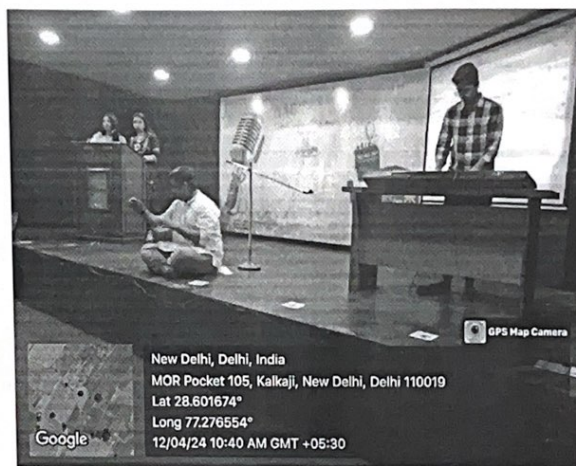 GPS Map Camera
New Delhi, Delhi, India
MOR Pocket 105, Kalkaji, New Delhi, Delhi 110019
Lat 28.601674°
Long 77.276554°
12/04/24 10:40 AM GMT +05:30
Google